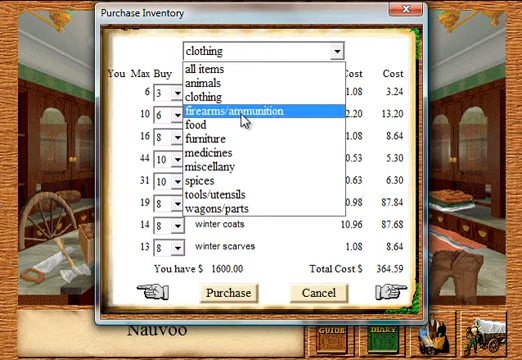 Purchase Inventory
clothing
You Max Buy Cost Cost
all items
animals
clothing
firearms/ammunition
food
furniture
medicines
miscellany
spices
tools/utensils
wagons/parts
6 3 1.08 3.24
10 6 2.20 13.20
16 8 1.08 8.64
44 10 0.53 5.30
31 10 0.63 6.30
19 8 0.98 87.84
14 8 winter coats 10.96 87.68
13 8 winter scarves 1.08 8.64
You have $ 1600.00 Total Cost $ 364.59
Purchase Cancel
Nauvoo
GUIDE DIARY